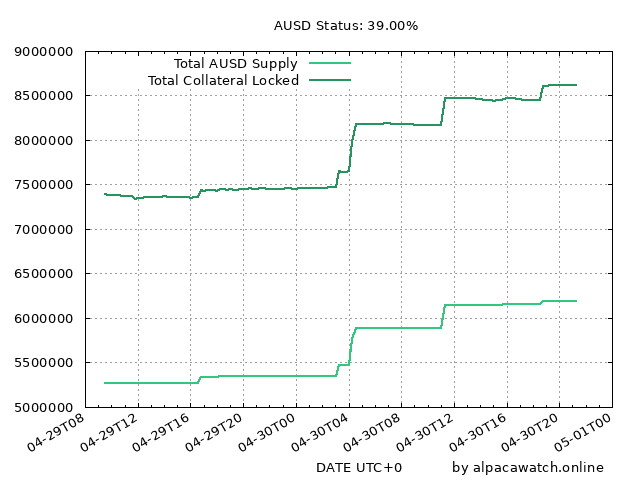 AUSD Status: 39.00%
Total AUSD Supply
Total Collateral Locked
9000000
8500000
8000000
7500000
7000000
6500000
6000000
5500000
5000000
04-29T08
04-29T12
04-29T16
04-29T20
04-30T00
04-30T04
04-30T08
04-30T12
04-30T16
04-30T20
05-01T00
DATE UTC+0
by alpacawatch.online